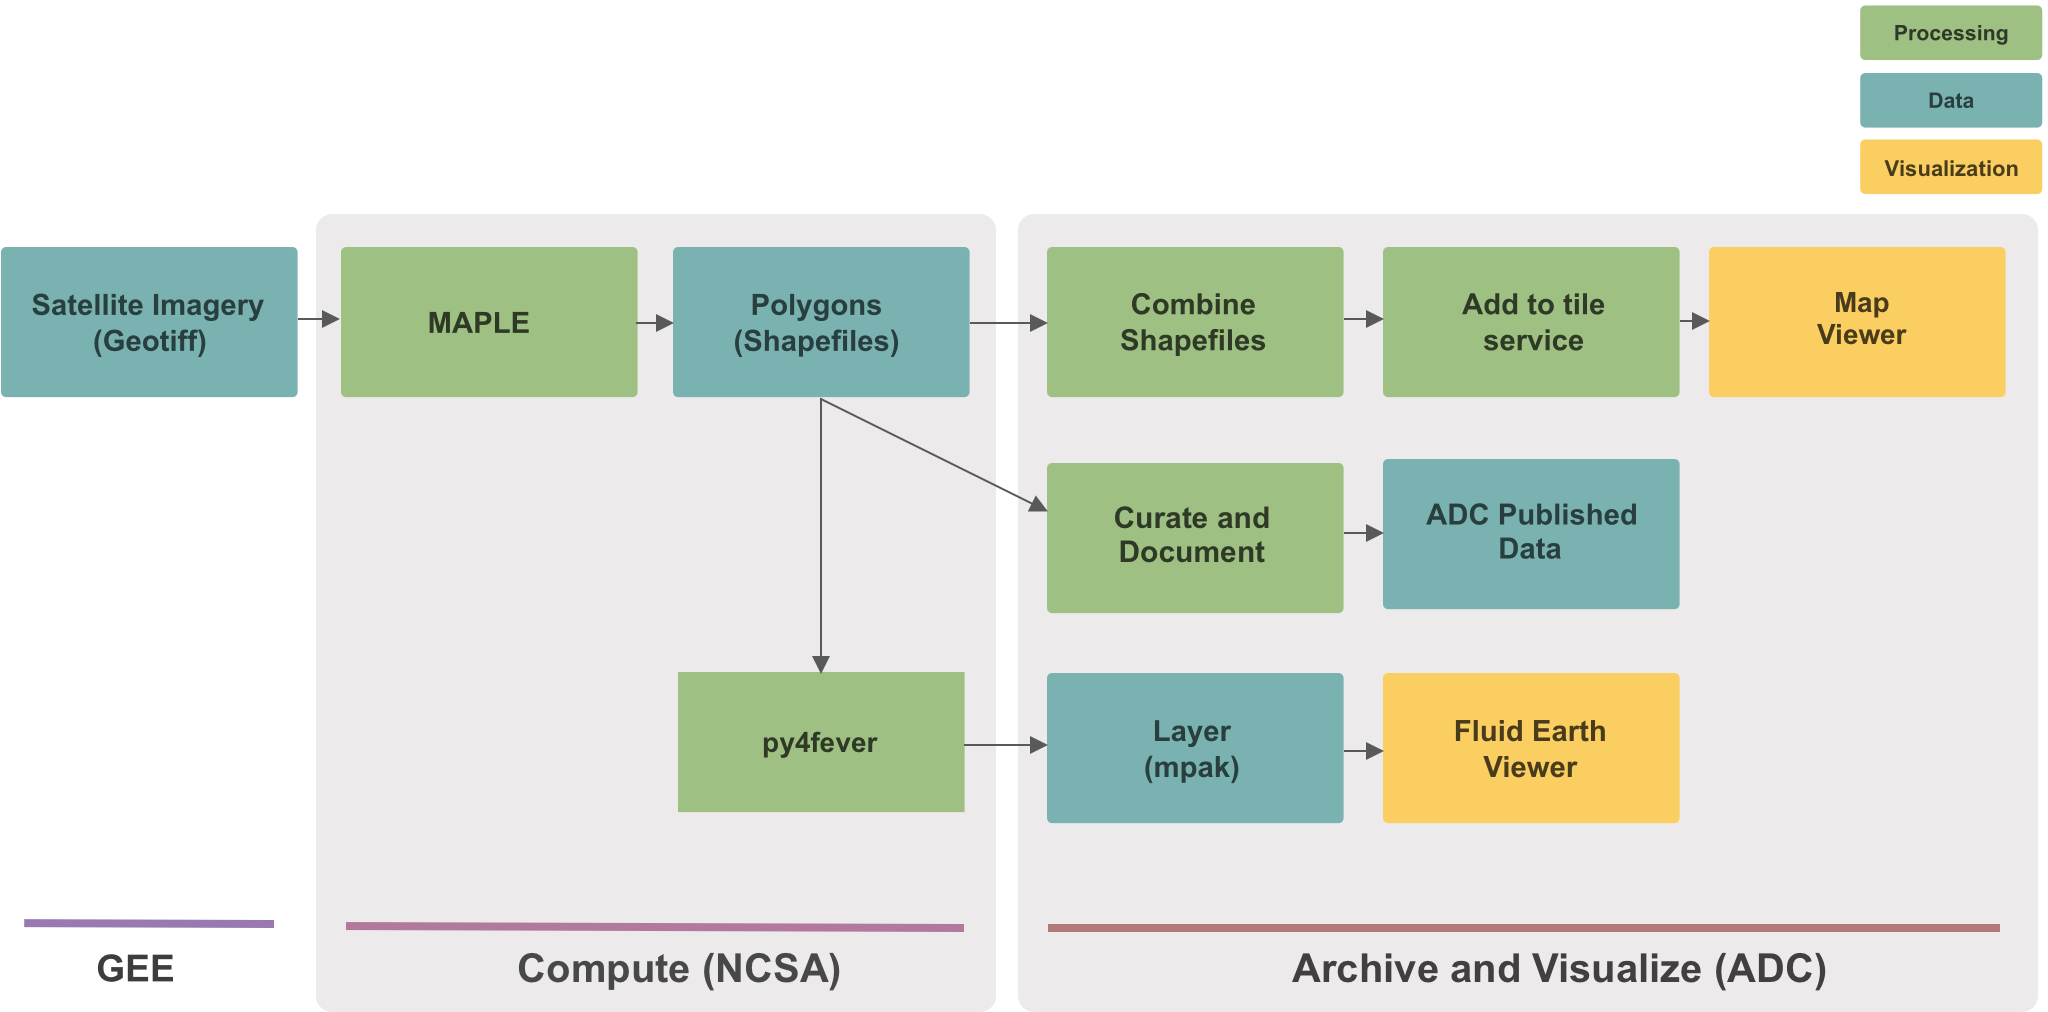 Processing
Data
Visualization
Satellite Imagery
(Geotiff)
MAPLE
Polygons
(Shapefiles)
Combine
Shapefiles
Add to tile
service
Map
Viewer
Curate and
Document
ADC Published
Data
py4fever
Layer
(mpak)
Fluid Earth
Viewer
GEE
Compute (NCSA)
Archive and Visualize (ADC)